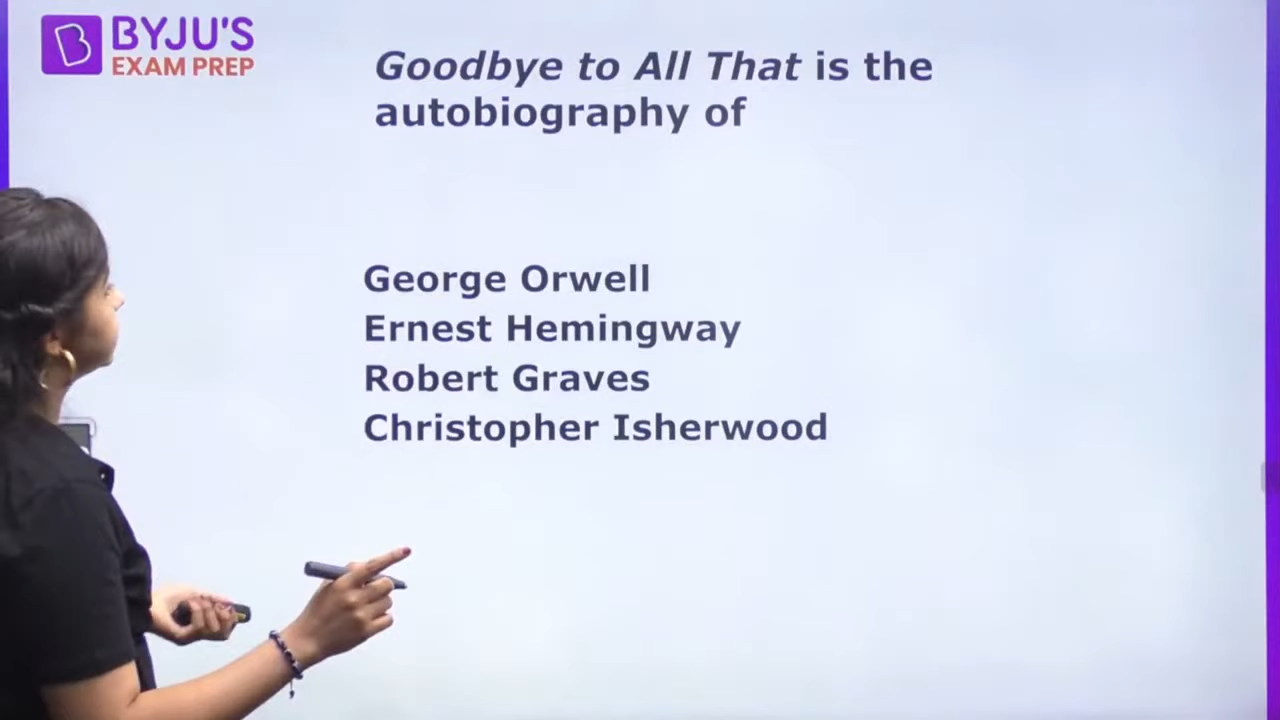 BYJU'S
EXAM PREP
Goodbye to All That is the
autobiography of
George Orwell
Ernest Hemingway
Robert Graves
Christopher Isherwood